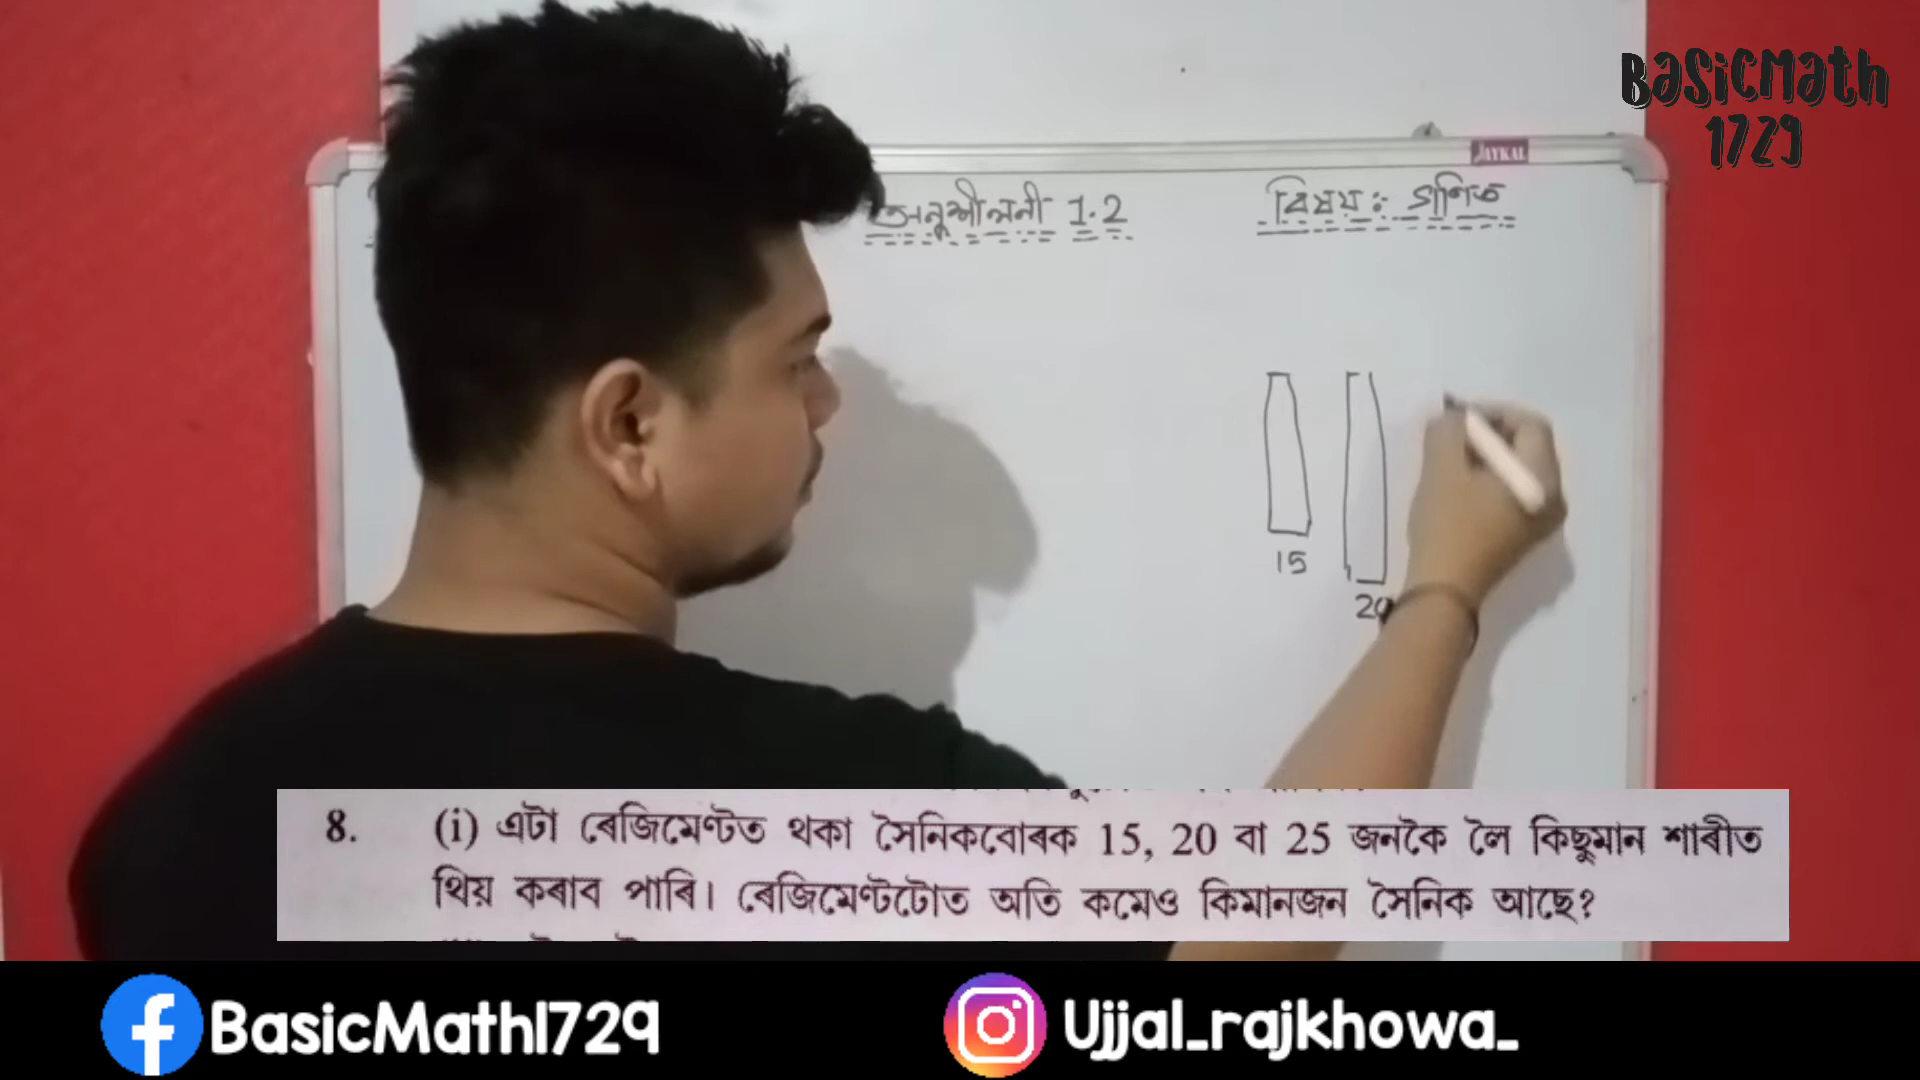 BasicMath
1729
JAYKAL
অনুশীলনী 1.2
বিষয়ঃ গণিত
15
20
8. (i) এটা ৰেজিমেণ্টত থকা সৈনিকবোৰক 15, 20 বা 25 জনকৈ লৈ কিছুমান শাৰীত
থিয় কৰাব পাৰি। ৰেজিমেণ্টটোত অতি কমেও কিমানজন সৈনিক আছে?
BasicMath1729
Ujjal_rajkhowa_